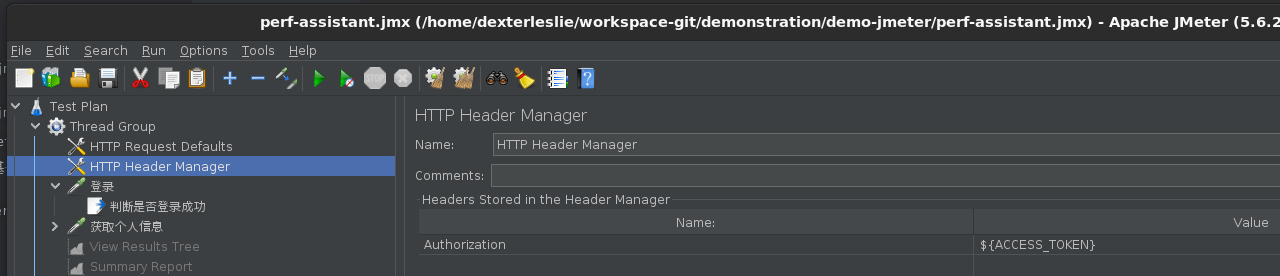 perf-assistant.jmx (/home/dexterleslie/workspace-git/demonstration/demo-jmeter/perf-assistant.jmx) - Apache JMeter (5.6.2
File Edit Search Run Options Tools Help
STOP
Test Plan
Thread Group
HTTP Request Defaults
HTTP Header Manager
登录
判断是否登录成功
获取个人信息
View Results Tree
Summary Report
HTTP Header Manager
Name: HTTP Header Manager
Comments:
Headers Stored in the Header Manager
Name: Value
Authorization ${ACCESS_TOKEN}